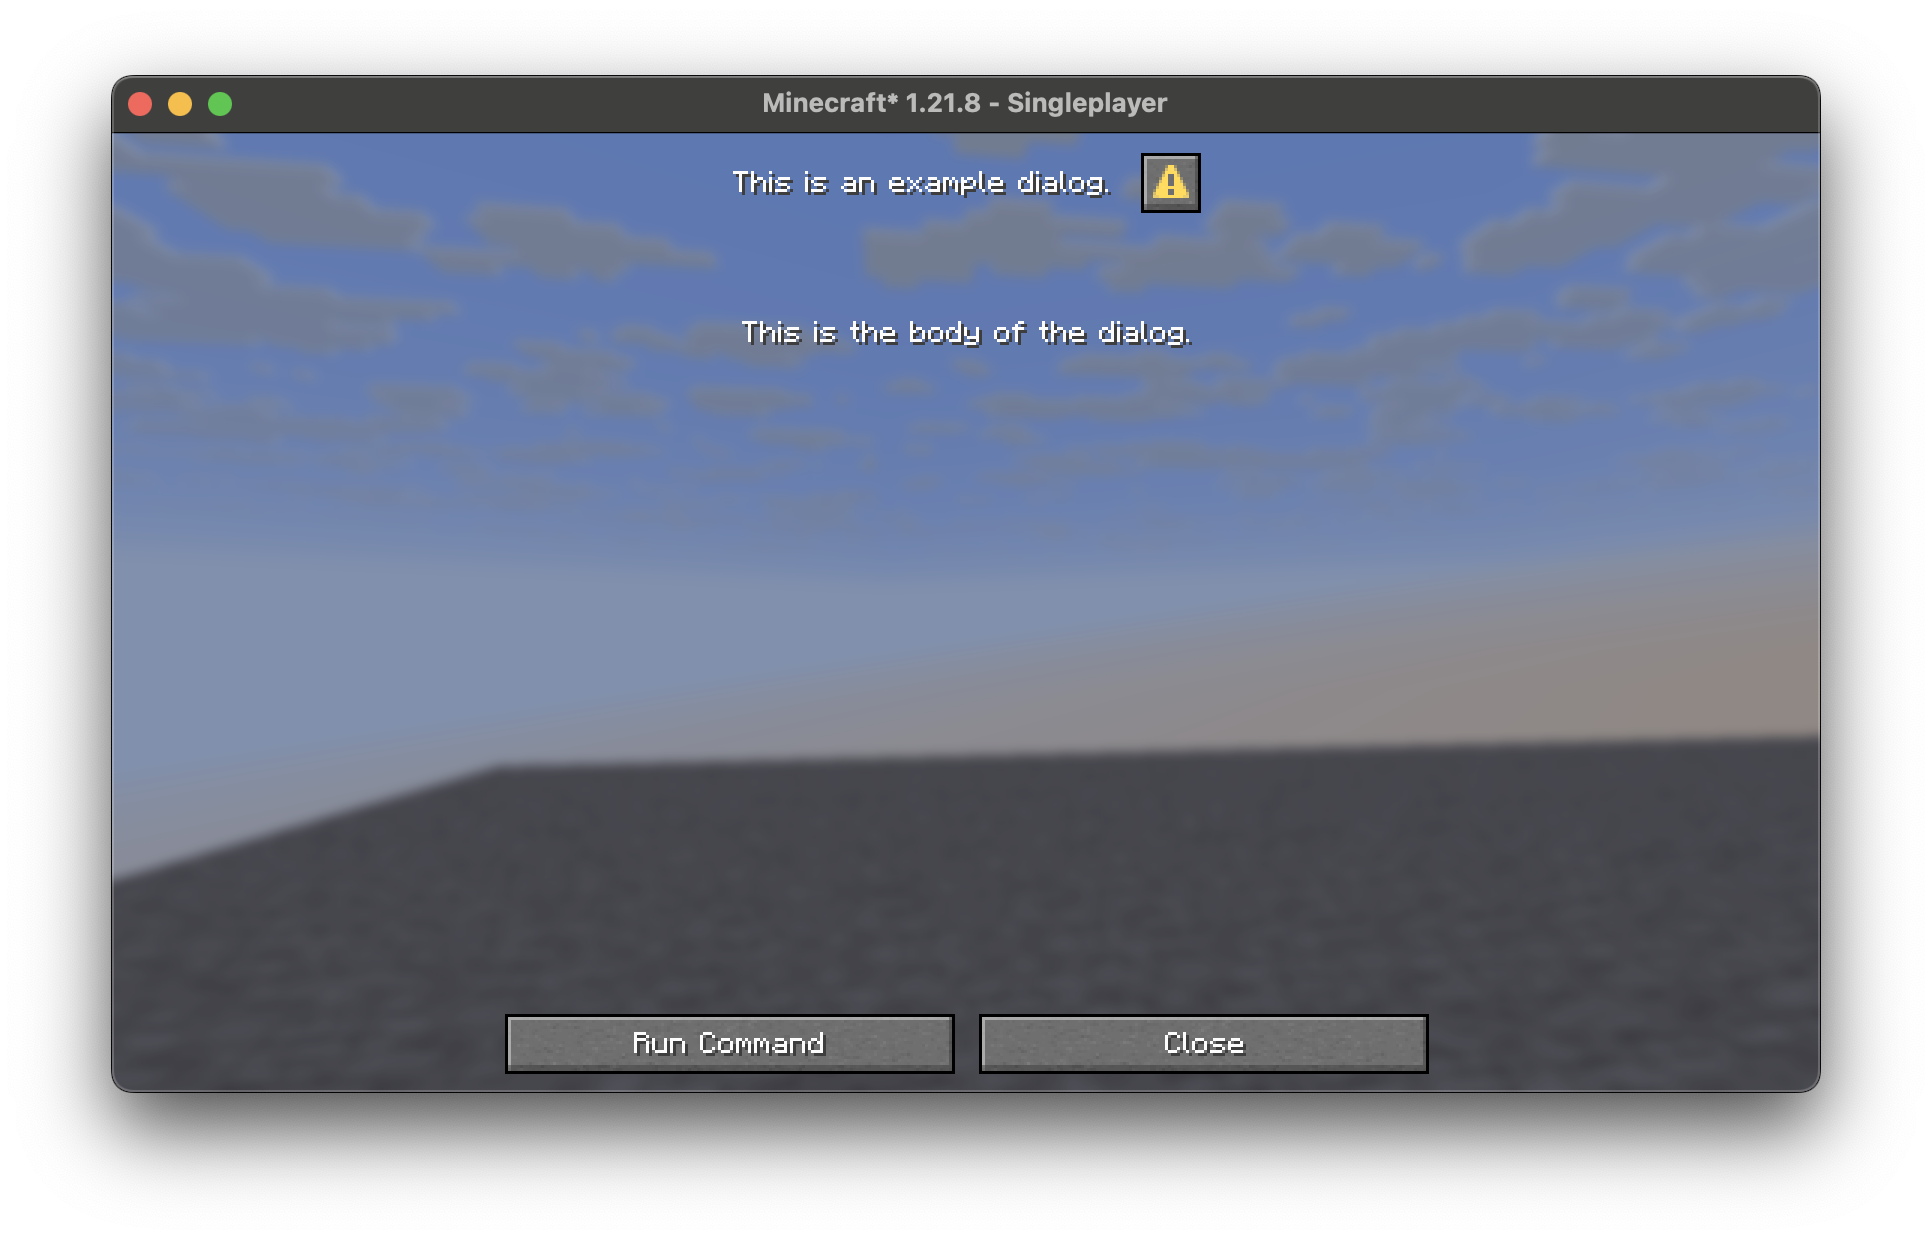 Minecraft* 1.21.8 - Singleplayer
This is an example dialog.
This is the body of the dialog.
Run Command
Close